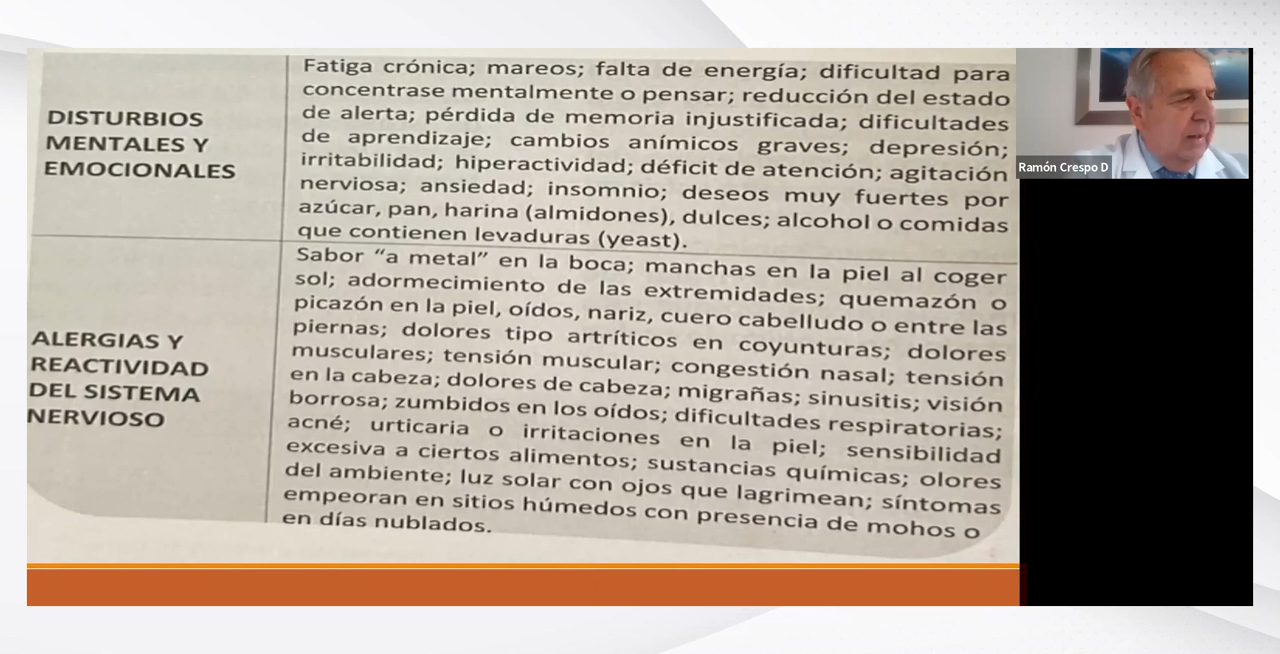 DISTURBIOS
MENTALES Y
EMOCIONALES
Fatiga crónica; mareos; falta de energía; dificultad para
concentrase mentalmente o pensar; reducción del estado
de alerta; pérdida de memoria injustificada; dificultades
de aprendizaje; cambios anímicos graves; depresión;
irritabilidad; hiperactividad; déficit de atención; agitación
nerviosa; ansiedad; insomnio; deseos muy fuertes por
azúcar, pan, harina (almidones), dulces; alcohol o comidas
que contienen levaduras (yeast).
ALERGIAS Y
REACTIVIDAD
DEL SISTEMA
NERVIOSO
Sabor “a metal” en la boca; manchas en la piel al coger
sol; adormecimiento de las extremidades; quemazón o
picazón en la piel, oídos, nariz, cuero cabelludo o entre las
piernas; dolores tipo artríticos en coyunturas; dolores
musculares; tensión muscular; congestión nasal; tensión
en la cabeza; dolores de cabeza; migrañas; sinusitis; visión
borrosa; zumbidos en los oídos; dificultades respiratorias;
acné; urticaria o irritaciones en la piel; sensibilidad
excesiva a ciertos alimentos; sustancias químicas; olores
del ambiente; luz solar con ojos que lagrimean; síntomas
empeoran en sitios húmedos con presencia de mohos o
en días nublados.
Ramón Crespo D